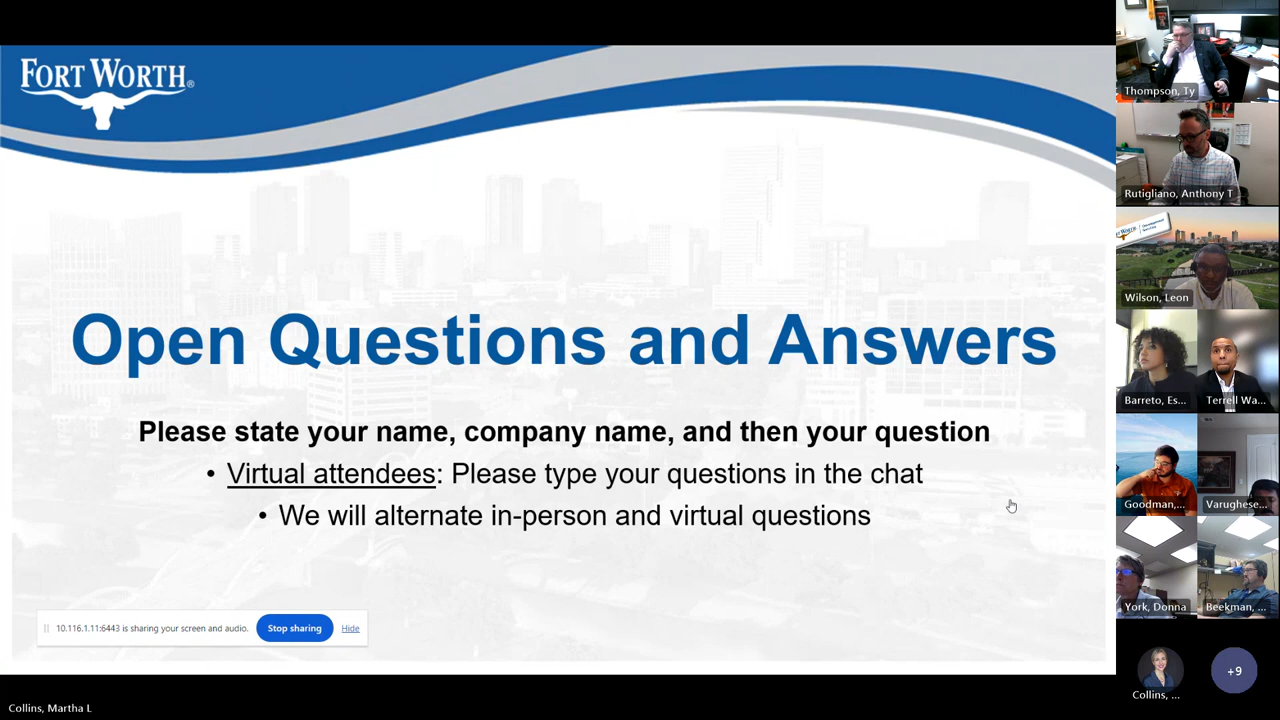 FORT WORTH®
Open Questions and Answers
Please state your name, company name, and then your question
• Virtual attendees: Please type your questions in the chat
• We will alternate in-person and virtual questions
10.116.1.11:6443 is sharing your screen and audio.
Stop sharing
Hide
Collins, Martha L
Thompson, Ty
Rutigliano, Anthony T
Wilson, Leon
Barreto, Es...
Terrell Wa...
Goodman,...
Varughese...
York, Donna
Beekman, ...
Collins, ...
+9